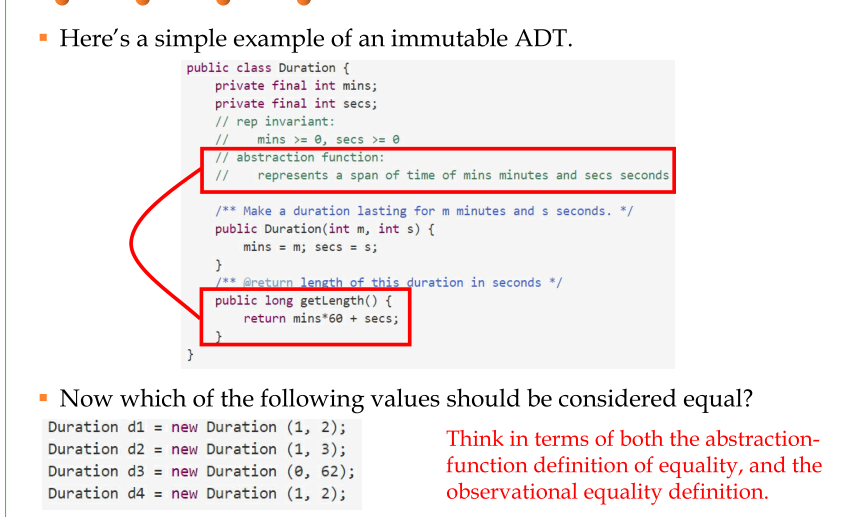 Here's a simple example of an immutable ADT.
public class Duration {
private final int mins;
private final int secs;
// rep invariant:
//    mins >= 0, secs >= 0
// abstraction function:
//    represents a span of time of mins minutes and secs seconds
/** Make a duration lasting for m minutes and s seconds. */
public Duration(int m, int s) {
mins = m; secs = s;
}
/** @return length of this duration in seconds */
public long getLength() {
return mins*60 + secs;
}
}
Now which of the following values should be considered equal?
Duration d1 = new Duration (1, 2);
Duration d2 = new Duration (1, 3);
Duration d3 = new Duration (0, 62);
Duration d4 = new Duration (1, 2);
Think in terms of both the abstraction-
function definition of equality, and the
observational equality definition.